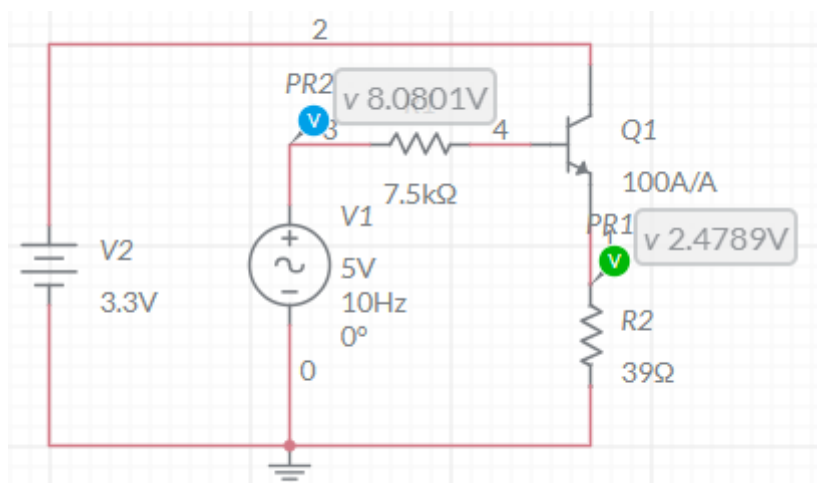 2
PR2
v 8.0801V
V
3
4
Q1
7.5kΩ
100A/A
V1
PR1
v 2.4789V
V2
5V
V
3.3V
10Hz
R2
0°
0
39Ω